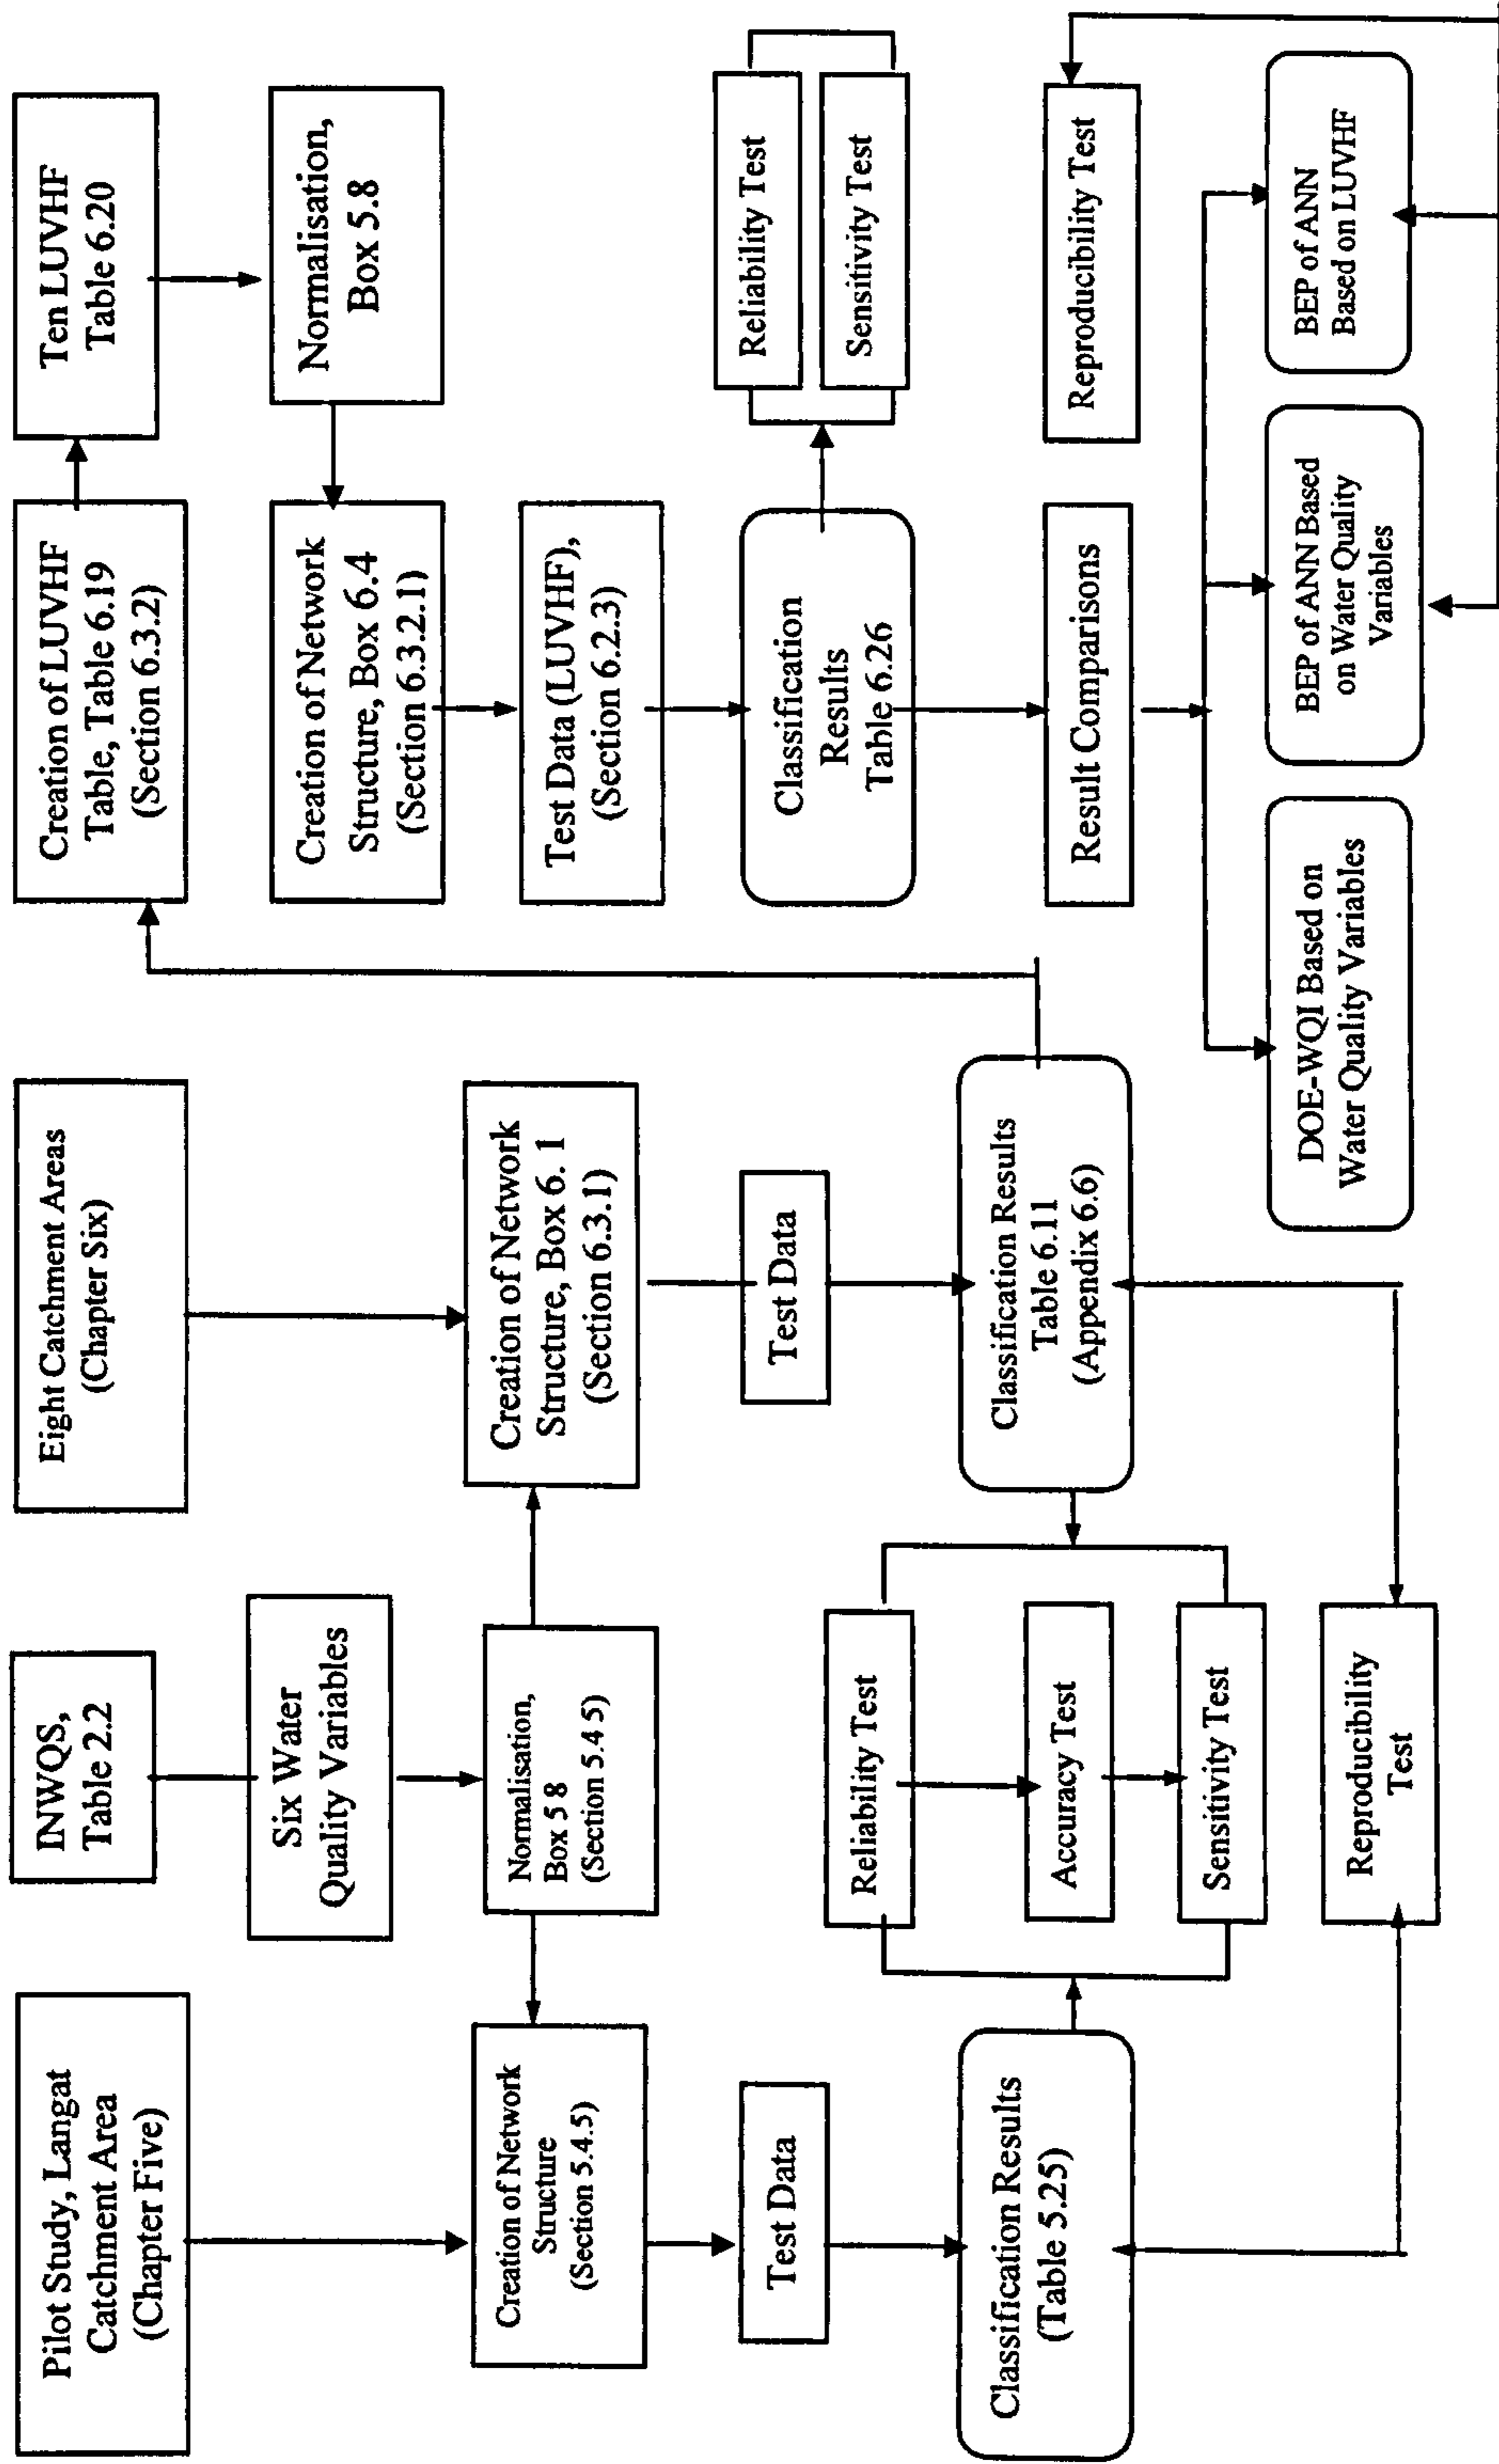 Pilot Study, Langat
Catchment Area
(Chapter Five)
INWQS,
Table 2.2
Eight Catchment Areas
(Chapter Six)
Creation of LUVHF
Table, Table 6.19
(Section 6.3.2)
Ten LUVHF
Table 6.20
Six Water
Quality Variables
Normalisation,
Box 5.8
Creation of Network
Structure, Box 6.4
(Section 6.3.2.1)
Creation of Network
Structure
(Section 5.4.5)
Normalisation,
Box 5 8
(Section 5.4 5)
Creation of Network
Structure, Box 6. 1
(Section 6.3.1)
Test Data (LUVHF),
(Section 6.2.3)
Test Data
Test Data
Classification
Results
Table 6.26
Reliability Test
Sensitivity Test
Classification Results
(Table 5.25)
Reliability Test
Accuracy Test
Sensitivity Test
Classification Results
Table 6.11
(Appendix 6.6)
Result Comparisons
Reproducibility Test
Reproducibility
Test
DOE-WQI Based on
Water Quality Variables
BEP of ANN Based
on Water Quality
Variables
BEP of ANN
Based on LUVHF